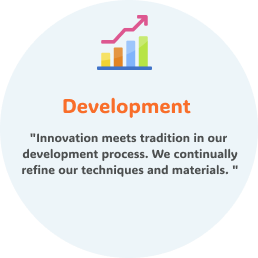 Development
"Innovation meets tradition in our
development process. We continually
refine our techniques and materials. "